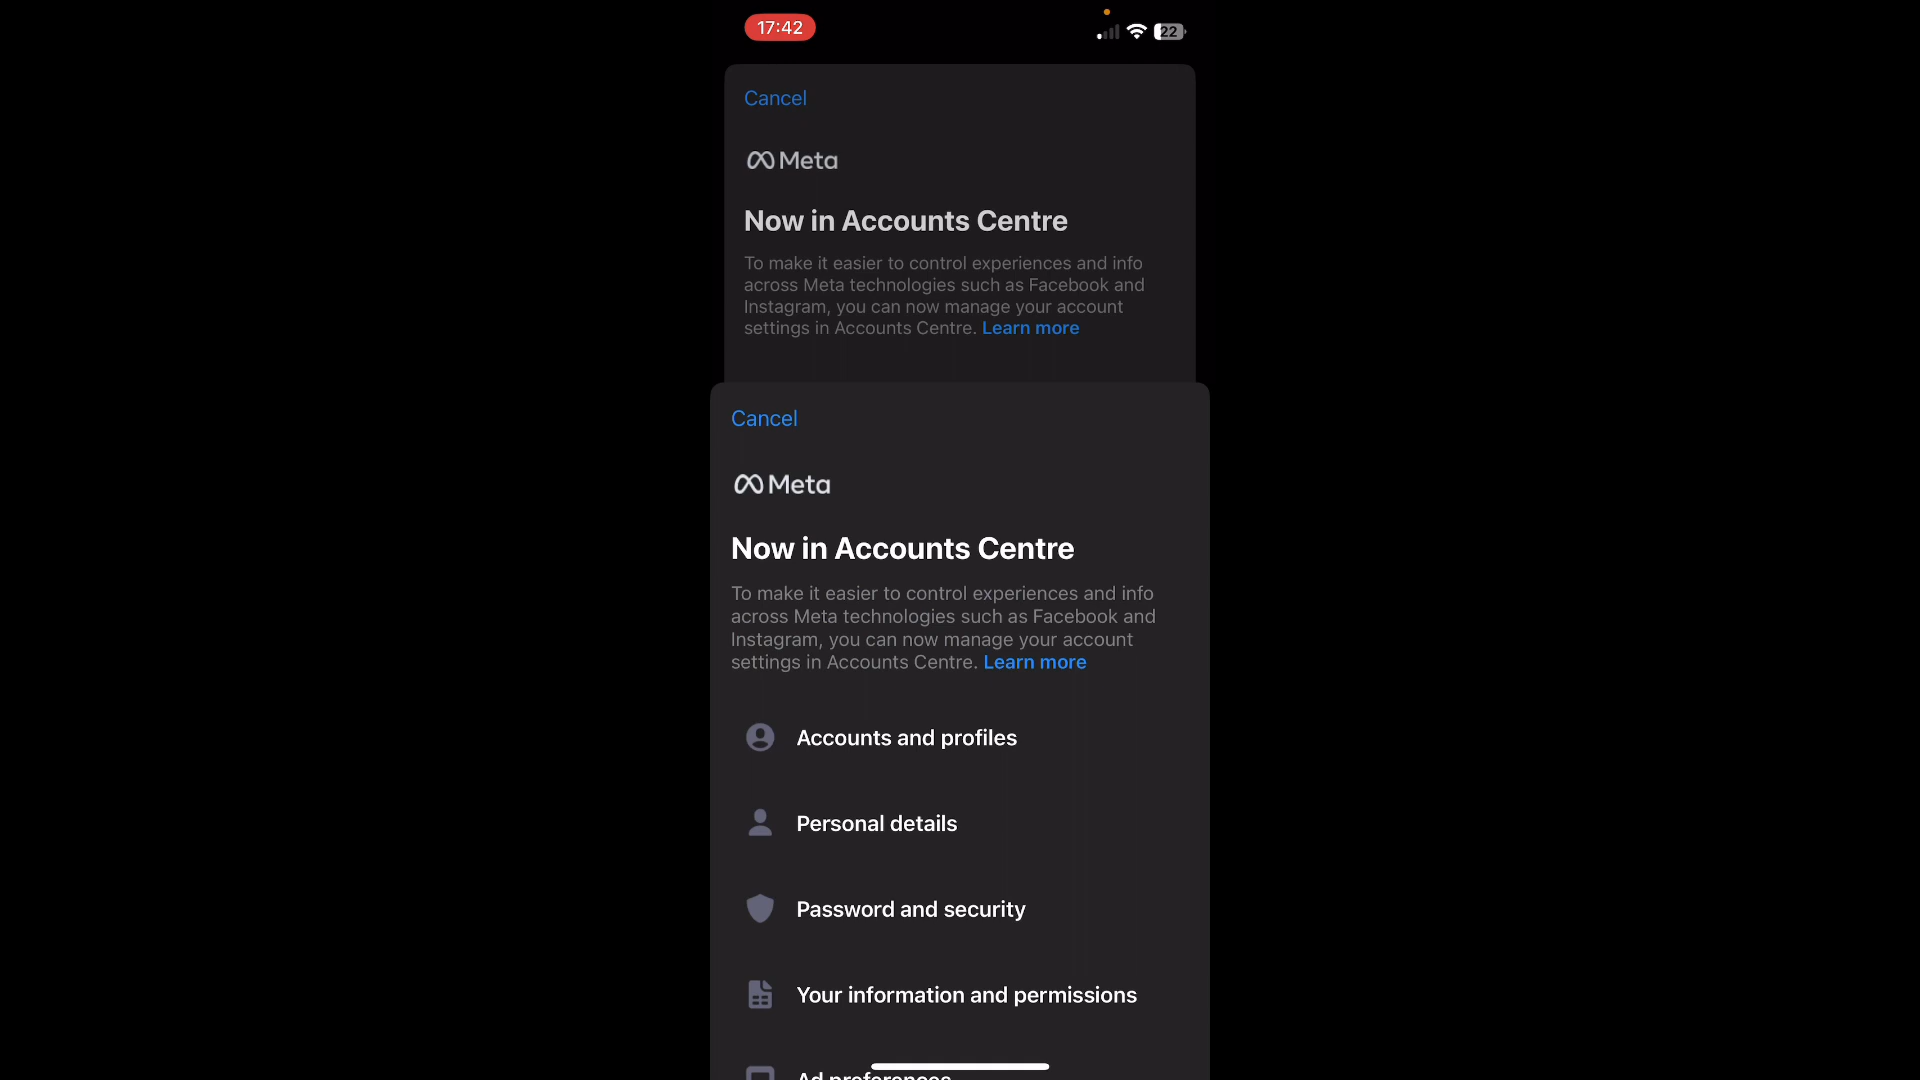 17:42
22
Cancel
Meta
Now in Accounts Centre
To make it easier to control experiences and info
across Meta technologies such as Facebook and
Instagram, you can now manage your account
settings in Accounts Centre. Learn more
Cancel
Meta
Now in Accounts Centre
To make it easier to control experiences and info
across Meta technologies such as Facebook and
Instagram, you can now manage your account
settings in Accounts Centre. Learn more
Accounts and profiles
Personal details
Password and security
Your information and permissions
Ad preferences